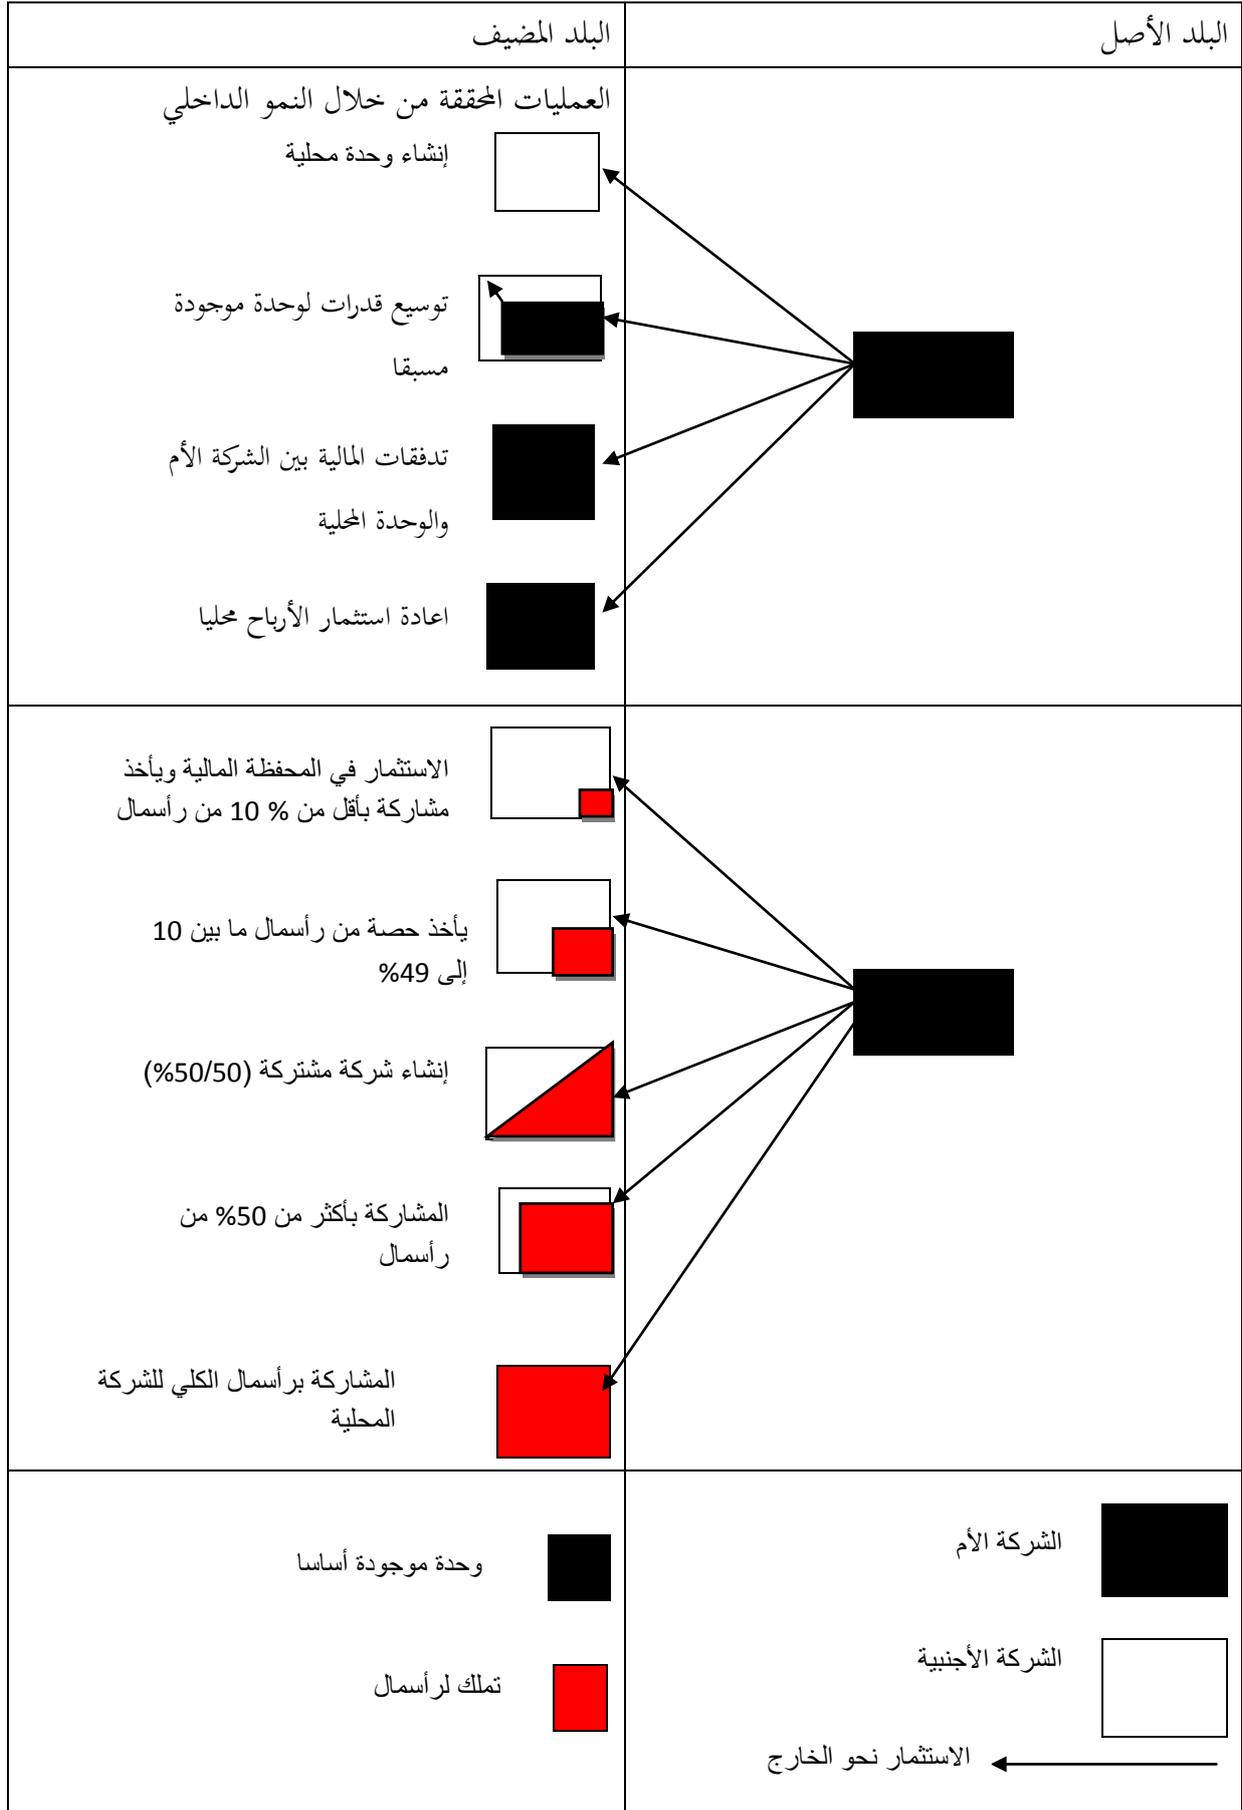 البلد الأصل
البلد المضيف
العمليات المحققة من خلال النمو الداخلي
إنشاء وحدة محلية
توسيع قدرات لوحدة موجودة
مسبقا
تدفقات المالية بين الشركة الأم
والوحدة المحلية
اعادة استثمار الأرباح محليا
الاستثمار في المحفظة المالية ويأخذ
مشاركة بأقل من % 10 من رأسمال
يأخذ حصة من رأسمال ما بين 10
إلى 49%
إنشاء شركة مشتركة (50/50%)
المشاركة بأكثر من 50% من
رأسمال
المشاركة برأسمال الكلي للشركة
المحلية
الشركة الأم
الشركة الأجنبية
الاستثمار نحو الخارج
وحدة موجودة أساسا
تملك لرأسمال